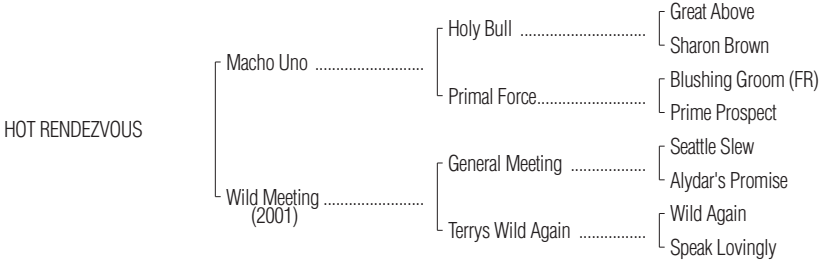 Great Above
Holy Bull ..............................
Sharon Brown
Macho Uno ..........................
Blushing Groom (FR)
Primal Force..........................
Prime Prospect
HOT RENDEZVOUS
Seattle Slew
General Meeting ..................
Alydar's Promise
Wild Meeting ........................
(2001)
Wild Again
Terrys Wild Again ................
Speak Lovingly